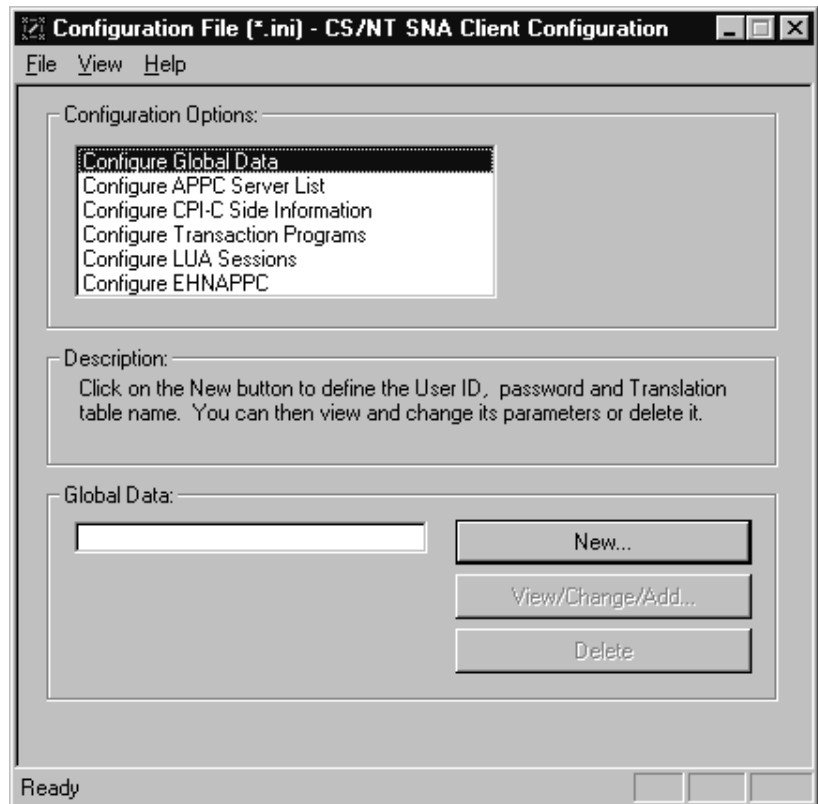 Configuration File (*.ini) - CS/NT SNA Client Configuration
File View Help
Configuration Options:
Configure Global Data
Configure APPC Server List
Configure CPI-C Side Information
Configure Transaction Programs
Configure LUA Sessions
Configure EHNAPPC
Description:
Click on the New button to define the User ID, password and Translation
table name. You can then view and change its parameters or delete it.
Global Data:
New...
View/Change/Add...
Delete
Ready